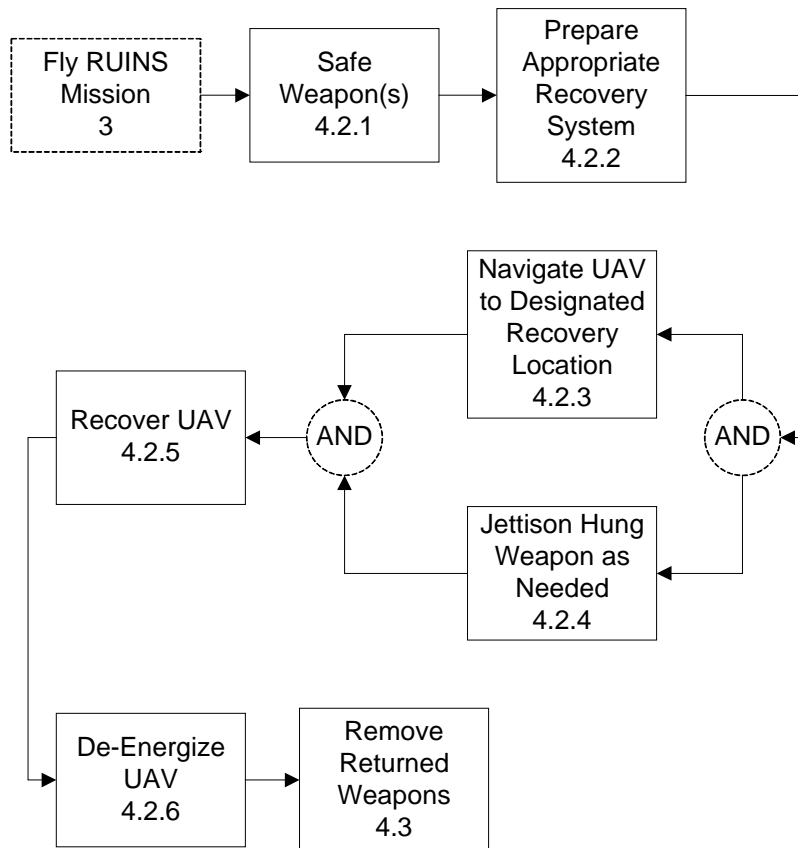 Fly RUINS
Mission
3
Safe
Weapon(s)
4.2.1
Prepare
Appropriate
Recovery
System
4.2.2
Navigate UAV
to Designated
Recovery
Location
4.2.3
AND
Jettison Hung
Weapon as
Needed
4.2.4
AND
Recover UAV
4.2.5
De-Energize
UAV
4.2.6
Remove
Returned
Weapons
4.3